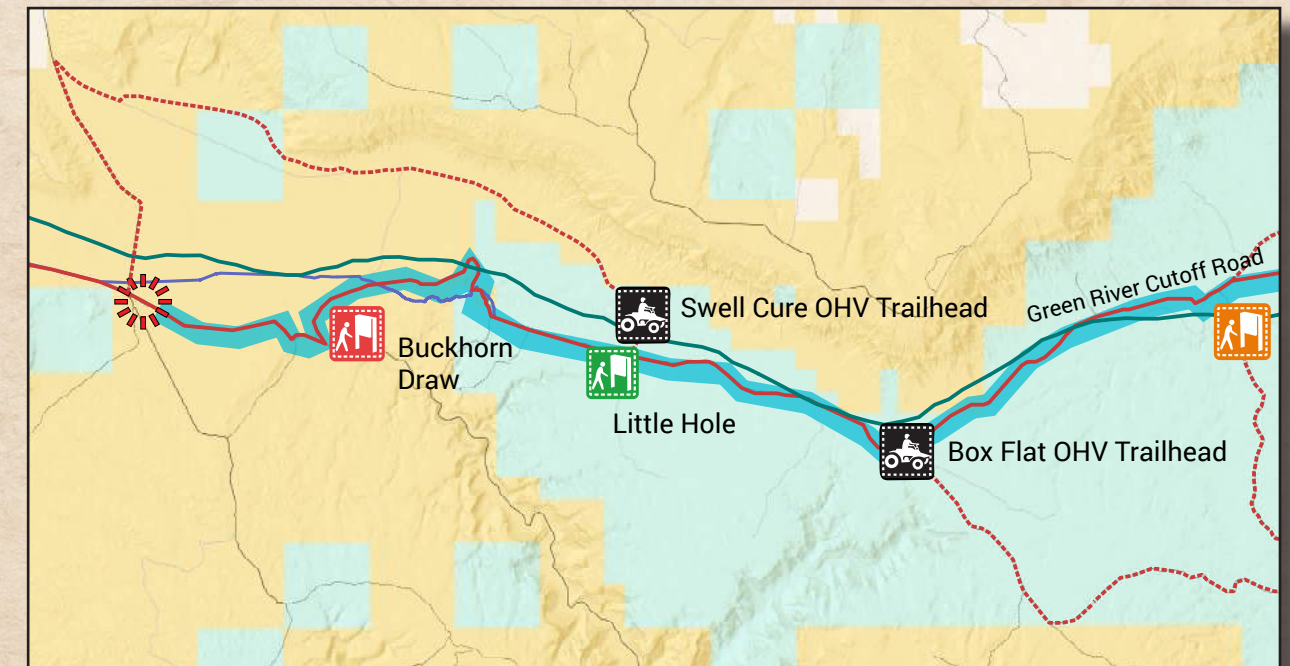 Green River Cutoff Road
Swell Cure OHV Trailhead
Buckhorn
Draw
Little Hole
Box Flat OHV Trailhead